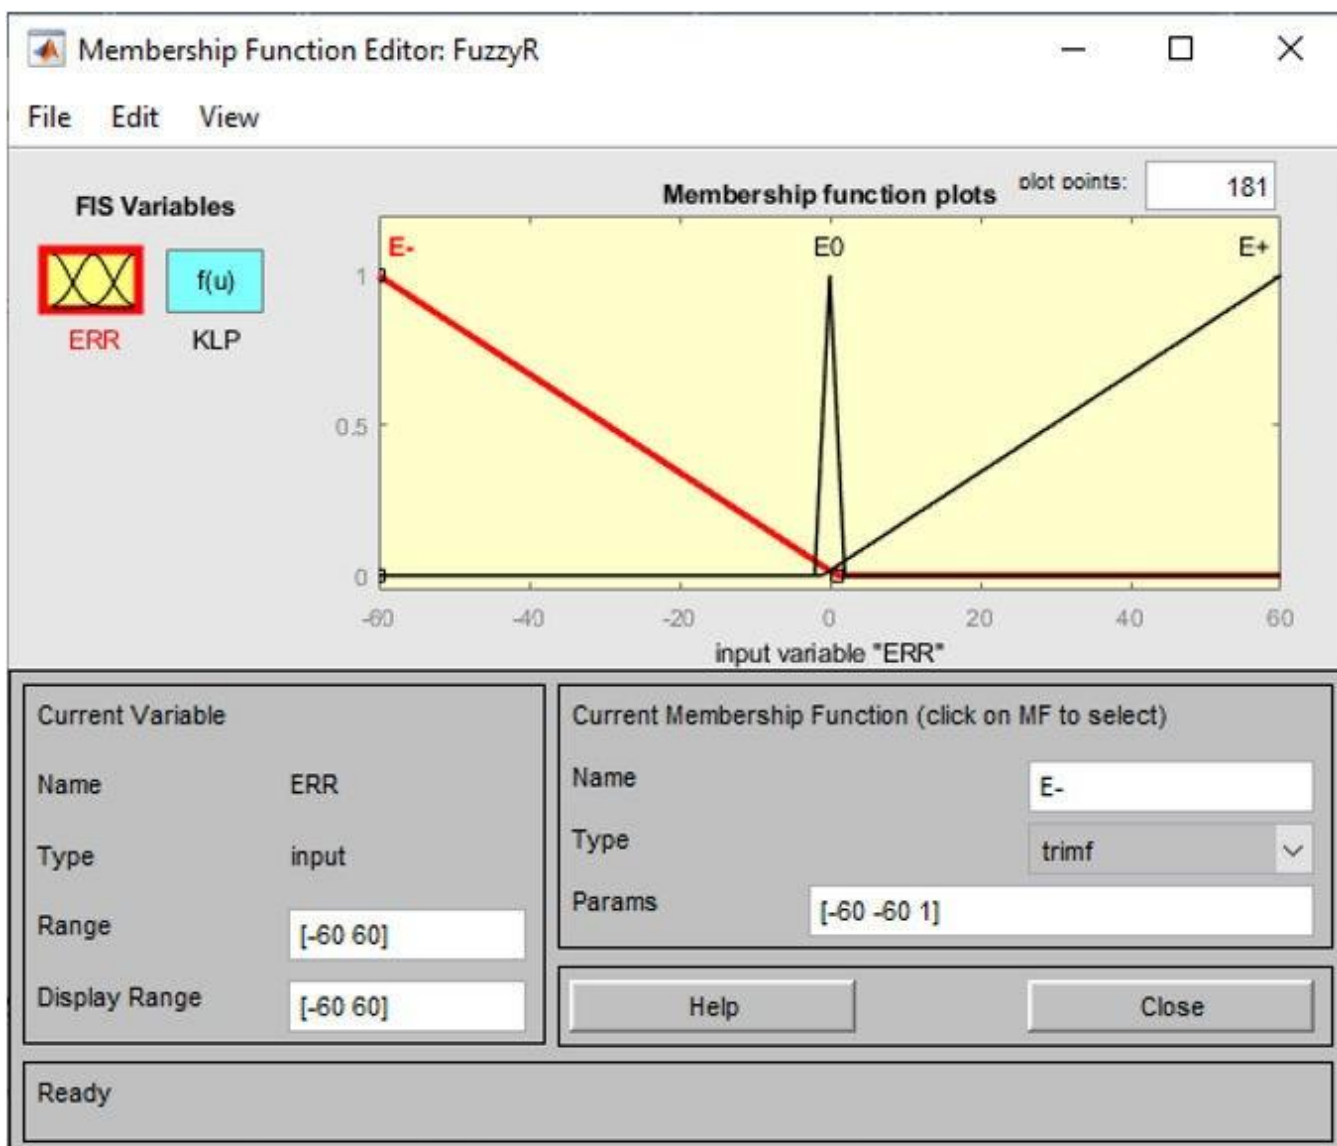 Membership Function Editor: FuzzyR
File Edit View
FIS Variables
f(u)
ERR KLP
Membership function plots plot points: 181
E- E0 E+
1
0.5
0
-60 -40 -20 0 20 40 60
input variable "ERR"
Current Variable
Name ERR
Type input
Range [-60 60]
Display Range [-60 60]
Current Membership Function (click on MF to select)
Name E-
Type trimf
Params [-60 -60 1]
Help Close
Ready